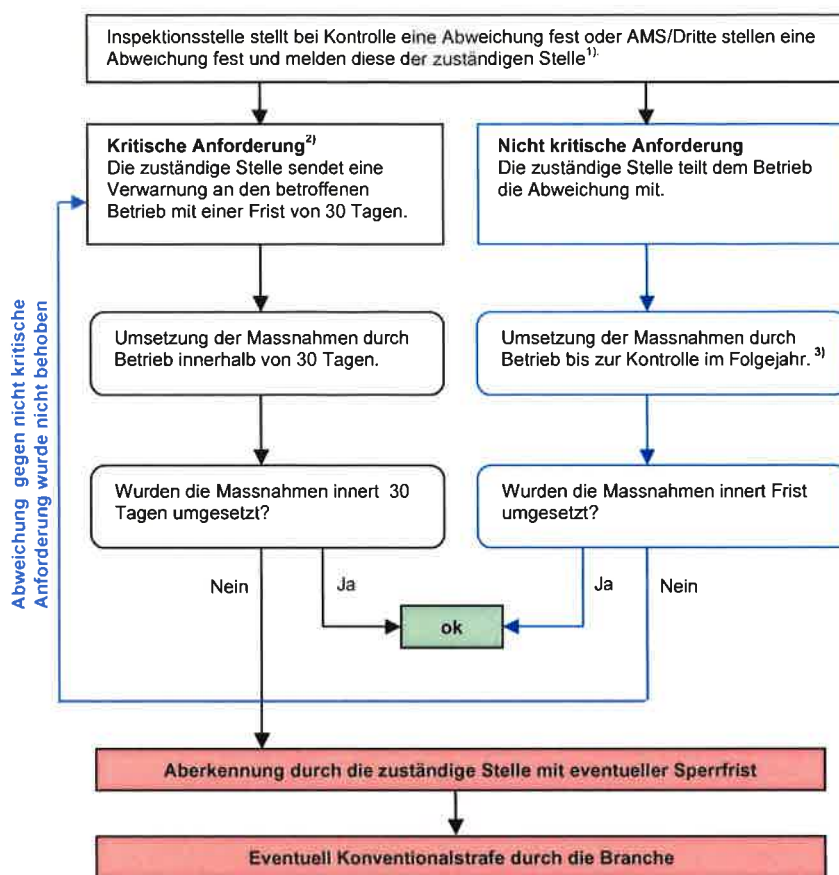 Inspektionsstelle stellt bei Kontrolle eine Abweichung fest oder AMS/Dritte stellen eine
Abweichung fest und melden diese der zuständigen Stelle1).
Kritische Anforderung2)
Die zuständige Stelle sendet eine
Verwarnung an den betroffenen
Betrieb mit einer Frist von 30 Tagen.
Nicht kritische Anforderung
Die zuständige Stelle teilt dem Betrieb
die Abweichung mit.
Abweichung gegen nicht kritische
Anforderung wurde nicht behoben
Umsetzung der Massnahmen durch
Betrieb innerhalb von 30 Tagen.
Umsetzung der Massnahmen durch
Betrieb bis zur Kontrolle im Folgejahr. 3)
Wurden die Massnahmen innert 30
Tagen umgesetzt?
Wurden die Massnahmen innert Frist
umgesetzt?
Nein
Ja
Ja
Nein
ok
Aberkennung durch die zuständige Stelle mit eventueller Sperrfrist
Eventuell Konventionalstrafe durch die Branche